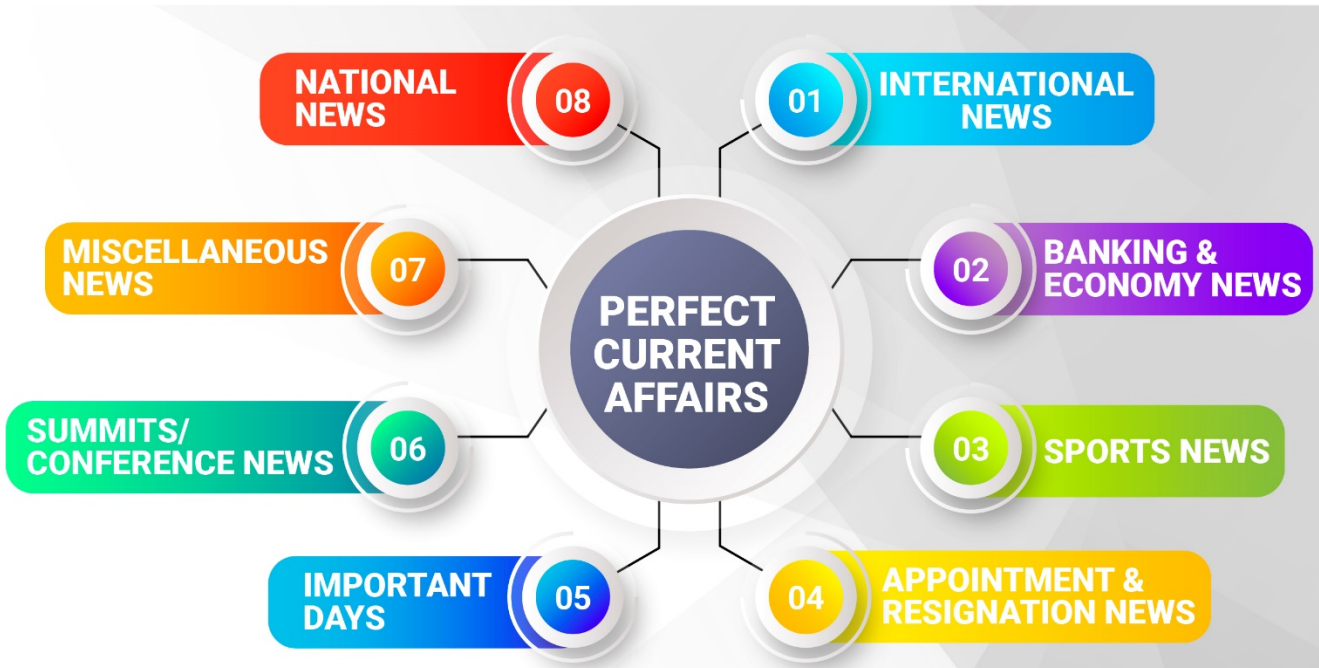 NATIONAL
NEWS
08
01
INTERNATIONAL
NEWS
MISCELLANEOUS
NEWS
07
02
BANKING &
ECONOMY NEWS
PERFECT
CURRENT
AFFAIRS
SUMMITS/
CONFERENCE NEWS
06
03
SPORTS NEWS
IMPORTANT
DAYS
05
04
APPOINTMENT &
RESIGNATION NEWS